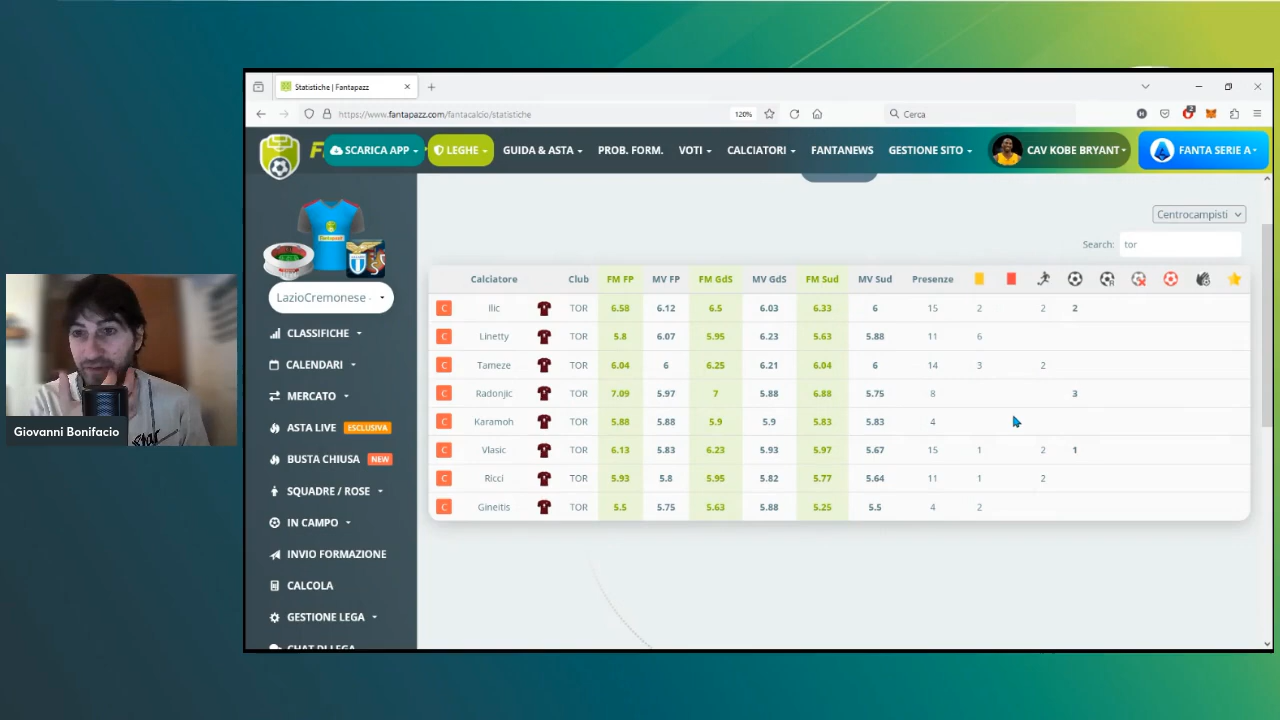 Statistiche | Fantapazz
https://www.fantapazz.com/fantacalcio/statistiche
120%
Cerca
2
F
SCARICA APP
LEGHE
GUIDA & ASTA
PROB. FORM.
VOTI
CALCIATORI
FANTANEWS
GESTIONE SITO
CAV KOBE BRYANT
FANTA SERIE A
LazioCremonese
CLASSIFICHE
CALENDARI
MERCATO
ASTA LIVE ESCLUSIVA
BUSTA CHIUSA NEW
SQUADRE / ROSE
IN CAMPO
INVIO FORMAZIONE
CALCOLA
GESTIONE LEGA
CHAT DI LEGA
Centrocampisti
Search: tor
Calciatore Club FM FP MV FP FM GdS MV GdS FM Sud MV Sud Presenze
C Ilic TOR 6.58 6.12 6.5 6.03 6.33 6 15 2 2 2
C Linetty TOR 5.8 6.07 5.95 6.23 5.63 5.88 11 6
C Tameze TOR 6.04 6 6.25 6.21 6.04 6 14 3 2
C Radonjic TOR 7.09 5.97 7 5.88 6.88 5.75 8 3
C Karamoh TOR 5.88 5.88 5.9 5.9 5.83 5.83 4
C Vlasic TOR 6.13 5.83 6.23 5.93 5.97 5.67 15 1 2 1
C Ricci TOR 5.93 5.8 5.95 5.82 5.77 5.64 11 1 2
C Gineitis TOR 5.5 5.75 5.63 5.88 5.25 5.5 4 2
Giovanni Bonifacio